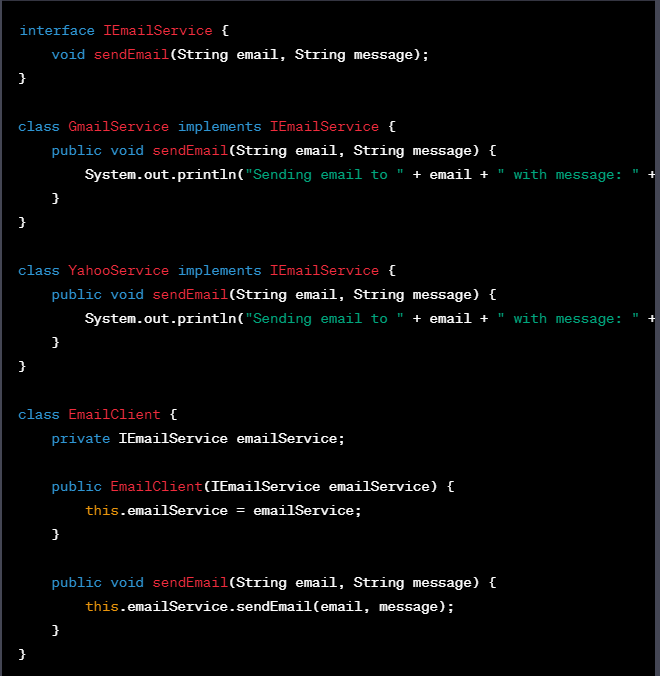 interface IEmailService {
    void sendEmail(String email, String message);
}

class GmailService implements IEmailService {
    public void sendEmail(String email, String message) {
        System.out.println("Sending email to " + email + " with message: " +
    }
}

class YahooService implements IEmailService {
    public void sendEmail(String email, String message) {
        System.out.println("Sending email to " + email + " with message: " +
    }
}

class EmailClient {
    private IEmailService emailService;

    public EmailClient(IEmailService emailService) {
        this.emailService = emailService;
    }

    public void sendEmail(String email, String message) {
        this.emailService.sendEmail(email, message);
    }
}